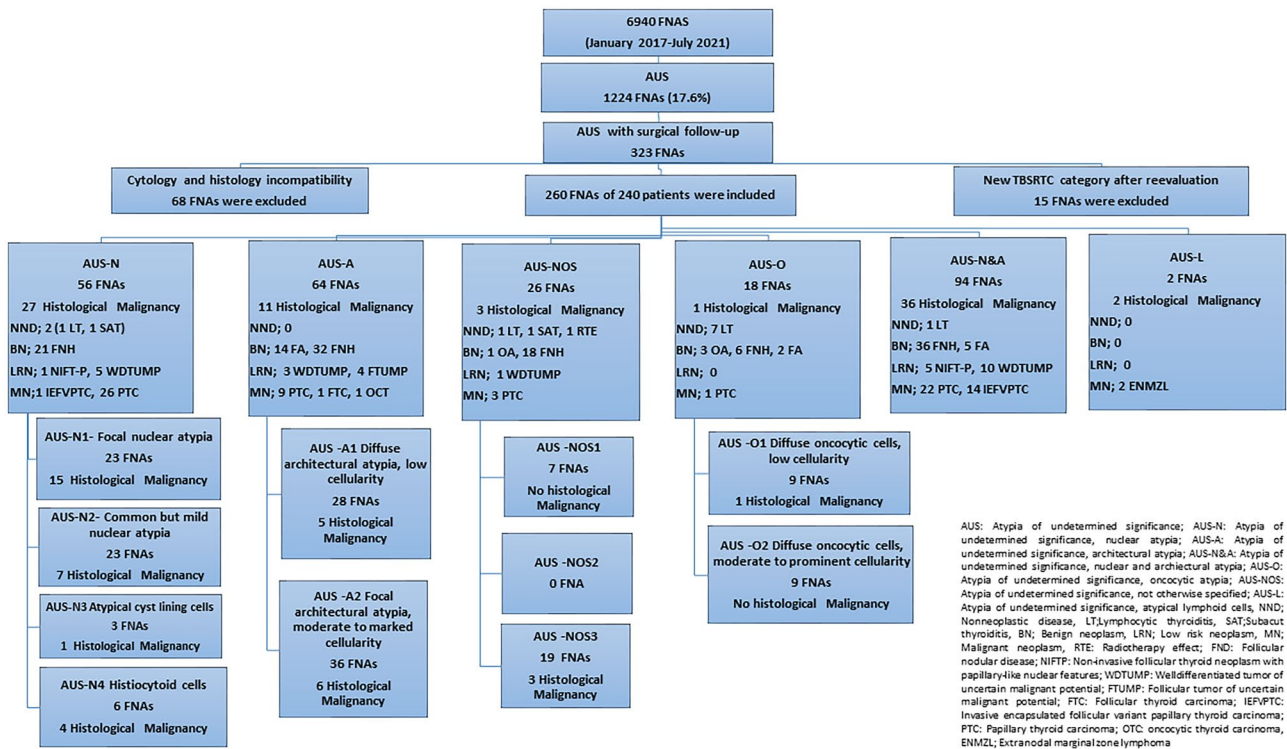 6940 FNAS
(January 2017-July 2021)
AUS
1224 FNAs (17.6%)
AUS with surgical follow-up
323 FNAs
Cytology and histology incompatibility
68 FNAs were excluded
260 FNAs of 240 patients were included
New TBSRTC category after reevaluation
15 FNAs were excluded
AUS-N
56 FNAs
27 Histological Malignancy
NND; 2 (1 LT, 1 SAT)
BN; 21 FNH
LRN; 1 NIFT-P, 5 WDTUMP
MN;1 IEFVPTC, 26 PTC
AUS-N1- Focal nuclear atypia
23 FNAs
15 Histological Malignancy
AUS-N2- Common but mild
nuclear atypia
23 FNAs
7 Histological Malignancy
AUS-N3 Atypical cyst lining cells
3 FNAs
1 Histological Malignancy
AUS-N4 Histiocytoid cells
6 FNAs
4 Histological Malignancy
AUS-A
64 FNAs
11 Histological Malignancy
NND; 0
BN; 14 FA, 32 FNH
LRN; 3 WDTUMP, 4 FTUMP
MN; 9 PTC, 1 FTC, 1 OCT
AUS -A1 Diffuse
architectural atypia, low
cellularity
28 FNAs
5 Histological
Malignancy
AUS -A2 Focal
architectural atypia,
moderate to marked
cellularity
36 FNAs
6 Histological
Malignancy
AUS-NOS
26 FNAs
3 Histological Malignancy
NND; 1 LT, 1 SAT, 1 RTE
BN; 1 OA, 18 FNH
LRN; 1 WDTUMP
MN; 3 PTC
AUS -NOS1
7 FNAs
No histological
Malignancy
AUS -NOS2
0 FNA
AUS -NOS3
19 FNAs
3 Histological
Malignancy
AUS-O
18 FNAs
1 Histological Malignancy
NND; 7 LT
BN; 3 OA, 6 FNH, 2 FA
LRN; 0
MN; 1 PTC
AUS -O1 Diffuse oncocytic cells,
low cellularity
9 FNAs
1 Histological Malignancy
AUS -O2 Diffuse oncocytic cells,
moderate to prominent cellularity
9 FNAs
No histological Malignancy
AUS-N&A
94 FNAs
36 Histological Malignancy
NND; 1 LT
BN; 36 FNH, 5 FA
LRN; 5 NIFT-P, 10 WDTUMP
MN; 22 PTC, 14 IEFVPTC
AUS-L
2 FNAs
2 Histological Malignancy
NND; 0
BN; 0
LRN; 0
MN; 2 ENMZL
AUS: Atypia of undetermined significance; AUS-N: Atypia of
undetermined significance, nuclear atypia; AUS-A: Atypia of
undetermined significance, architectural atypia; AUS-N&A: Atypia of
undetermined significance, nuclear and archiectural atypia; AUS-O:
Atypia of undetermined significance, oncocytic atypia; AUS-NOS:
Atypia of undetermined significance, not otherwise specified; AUS-L:
Atypia of undetermined significance, atypical lymphoid cells, NND;
Nonneoplastic disease, LT;Lymphocytic thyroiditis, SAT;Subacut
thyroiditis, BN; Benign neoplasm, LRN; Low risk neoplasm, MN;
Malignant neoplasm, RTE: Radiotherapy effect; FND: Follicular
nodular disease; NIFTP: Non-invasive follicular thyroid neoplasm with
papillary-like nuclear features; WDTUMP: Welldifferentiated tumor of
uncertain malignant potential; FTUMP: Follicular tumor of uncertain
malignant potential; FTC: Follicular thyroid carcinoma; IEFVPTC:
Invasive encapsulated follicular variant papillary thyroid carcinoma;
PTC: Papillary thyroid carcinoma; OTC: oncocytic thyroid carcinoma,
ENMZL; Extranodal marginal zone lymphoma